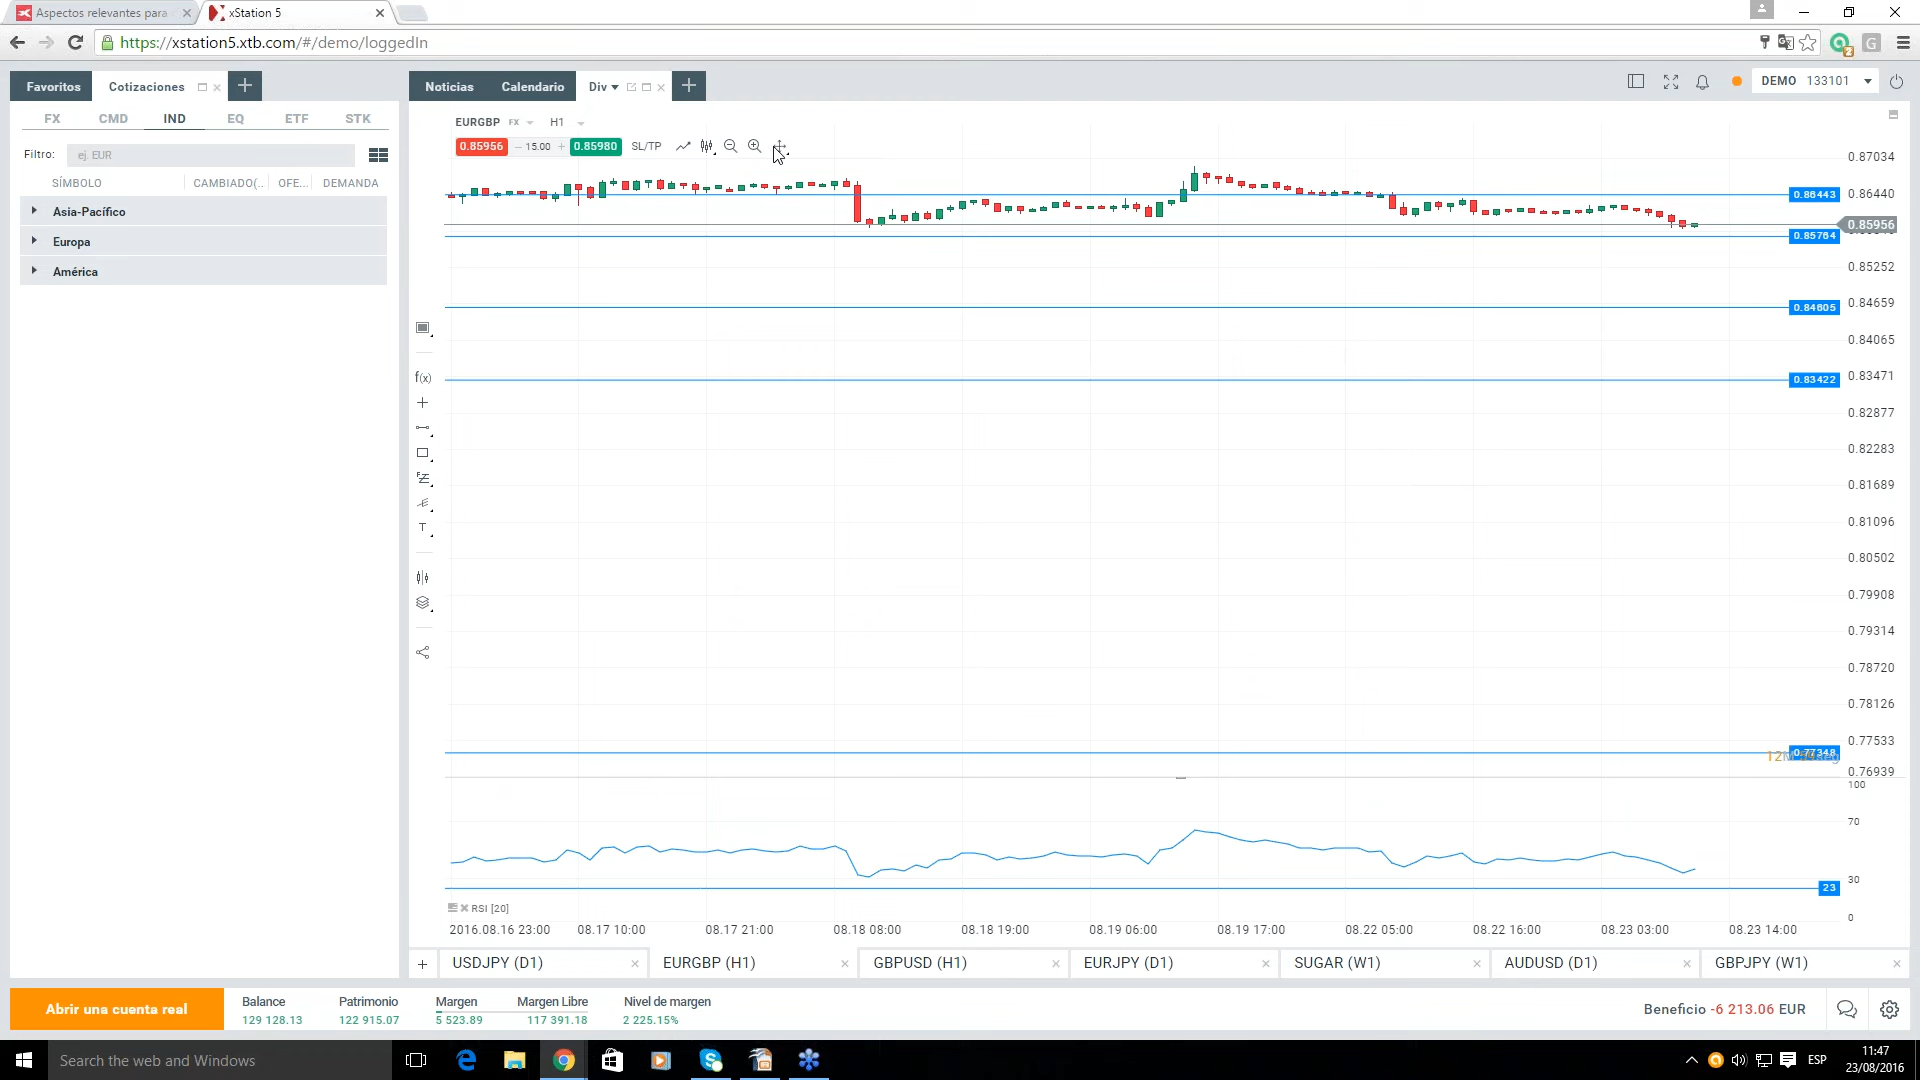 Aspectos relevantes para
xStation 5
https://xstation5.xtb.com/#/demo/loggedIn
Favoritos
Cotizaciones
Noticias
Calendario
Div
DEMO 133101
FX CMD IND EQ ETF STK
Filtro:
ej. EUR
SÍMBOLO CAMBIADO(.. OFE... DEMANDA
Asia-Pacífico
Europa
América
EURGBP FX H1
0.85956 – 15.00 + 0.85980 SL/TP
0.87034
0.86443
0.86440
0.85956
0.85764
0.85252
0.84659
0.84605
0.84065
0.83471
0.83422
0.82877
0.82283
0.81689
0.81096
0.80502
0.79908
0.79314
0.78720
0.78126
0.77533
0.77348
0.76939
f(x)
T
100
70
30
23
0
RSI [20]
2016.08.16 23:00 08.17 10:00 08.17 21:00 08.18 08:00 08.18 19:00 08.19 06:00 08.19 17:00 08.22 05:00 08.22 16:00 08.23 03:00 08.23 14:00
USDJPY (D1) EURGBP (H1) GBPUSD (H1) EURJPY (D1) SUGAR (W1) AUDUSD (D1) GBPJPY (W1)
Abrir una cuenta real
Balance Patrimonio Margen Margen Libre Nivel de margen
129 128.13 122 915.07 5 523.89 117 391.18 2 225.15%
Beneficio -6 213.06 EUR
Search the web and Windows
ESP
11:47
23/08/2016